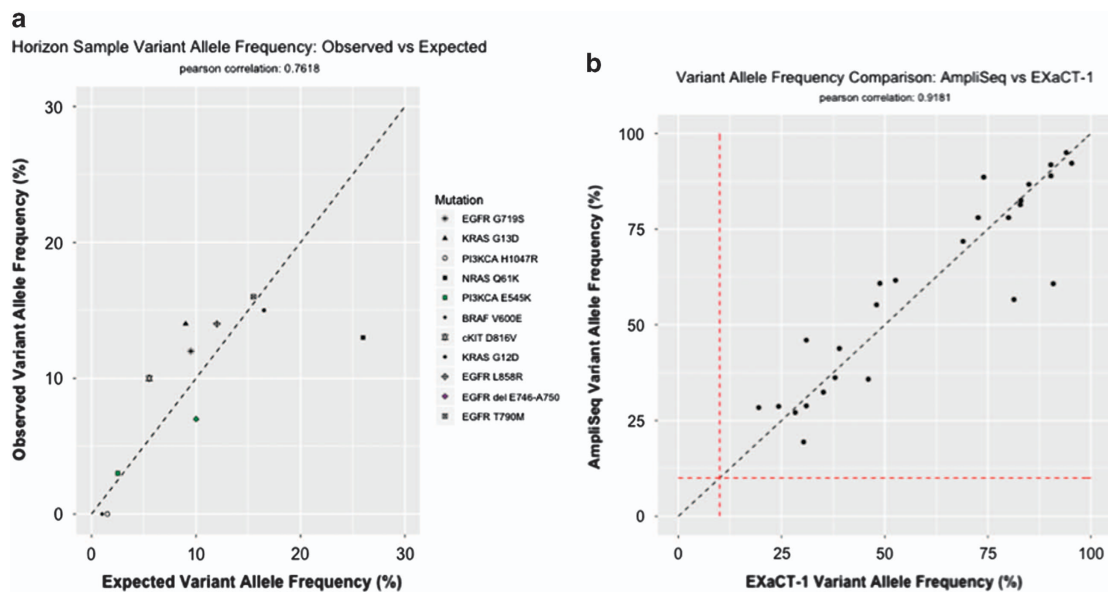 a
Horizon Sample Variant Allele Frequency: Observed vs Expected
pearson correlation: 0.7618
Observed Variant Allele Frequency (%)
30
20
10
0
0 10 20 30
Expected Variant Allele Frequency (%)
Mutation
EGFR G719S
KRAS G13D
PI3KCA H1047R
NRAS Q61K
PI3KCA E545K
BRAF V600E
cKIT D816V
KRAS G12D
EGFR L858R
EGFR del E746-A750
EGFR T790M
b
Variant Allele Frequency Comparison: AmpliSeq vs EXaCT-1
pearson correlation: 0.9181
AmpliSeq Variant Allele Frequency (%)
100
75
50
25
0
0 25 50 75 100
EXaCT-1 Variant Allele Frequency (%)